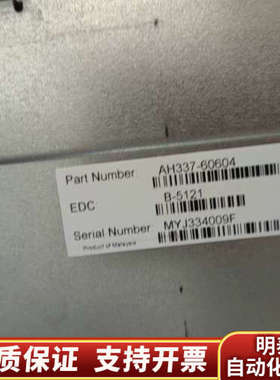 Part Number AH337-60604
EDC B-5121
Serial Number MYJ334009F
Product of Malaysia
质保证 支持开票
明
自动化